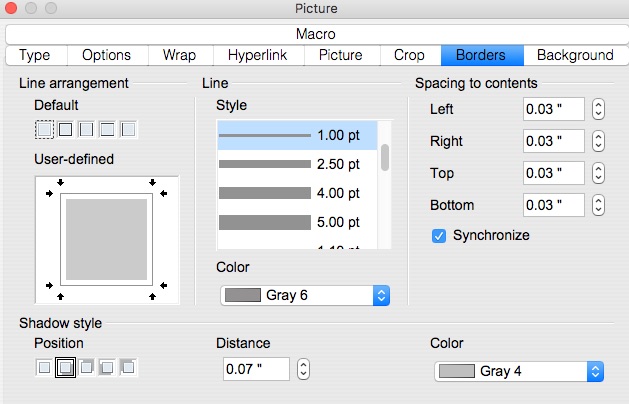 Picture
Macro
Type Options Wrap Hyperlink Picture Crop Borders Background
Line arrangement Line Spacing to contents
Default Style Left 0.03 "
1.00 pt
Right 0.03 "
User-defined 2.50 pt
Top 0.03 "
4.00 pt
Bottom 0.03 "
5.00 pt
Synchronize
Color
Gray 6
Shadow style
Position Distance Color
0.07 " Gray 4